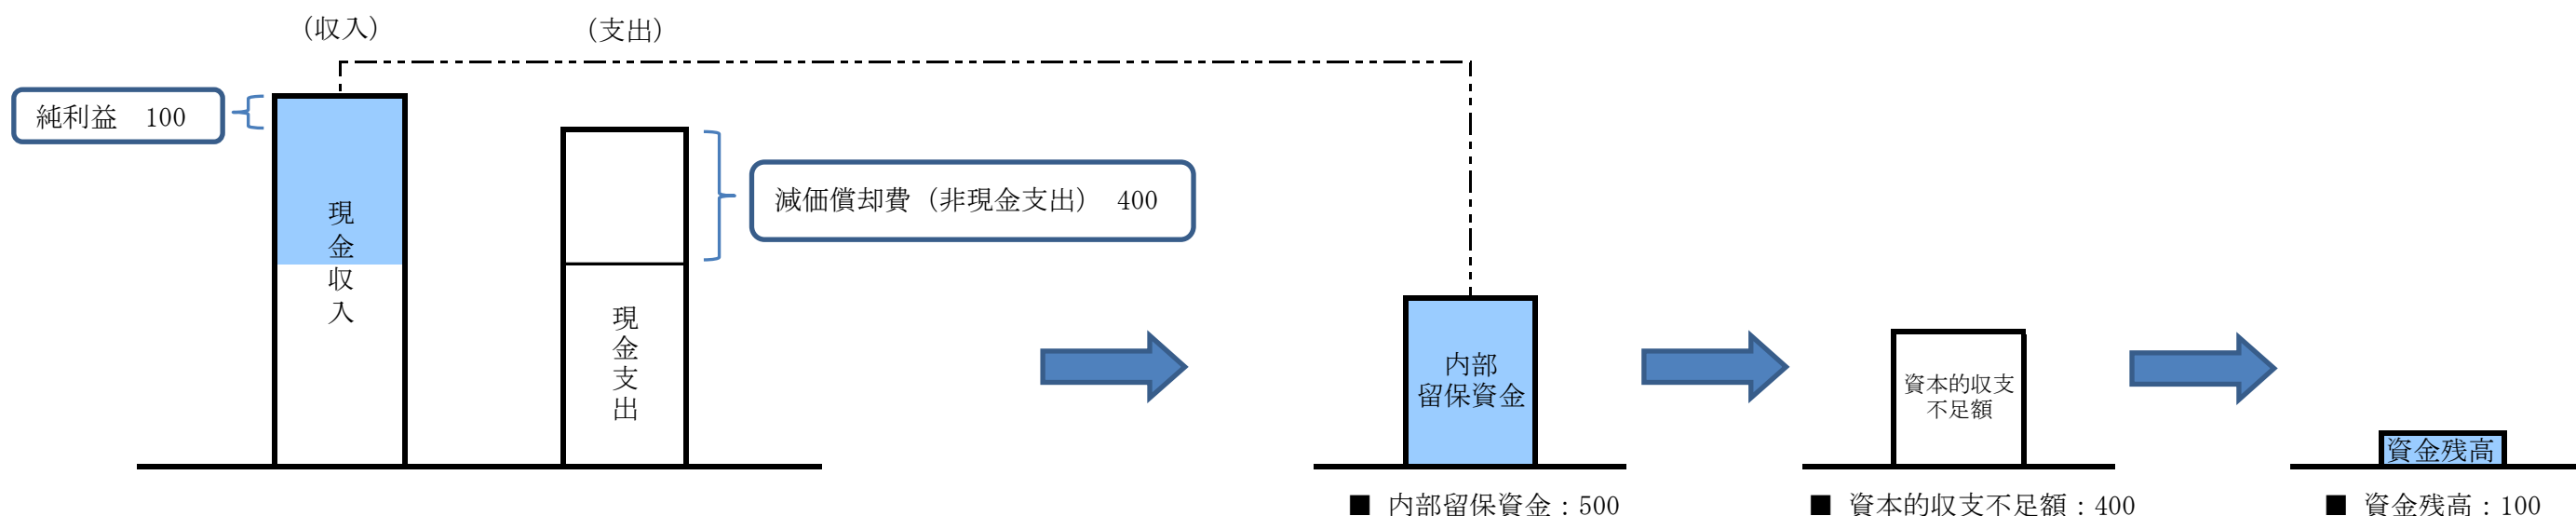 （収入）
（支出）
純利益　100
減価償却費（非現金支出）　400
現金収入
現金支出
内部
留保資金
資本的収支
不足額
資金残高
■ 内部留保資金：500
■ 資本的収支不足額：400
■ 資金残高：100